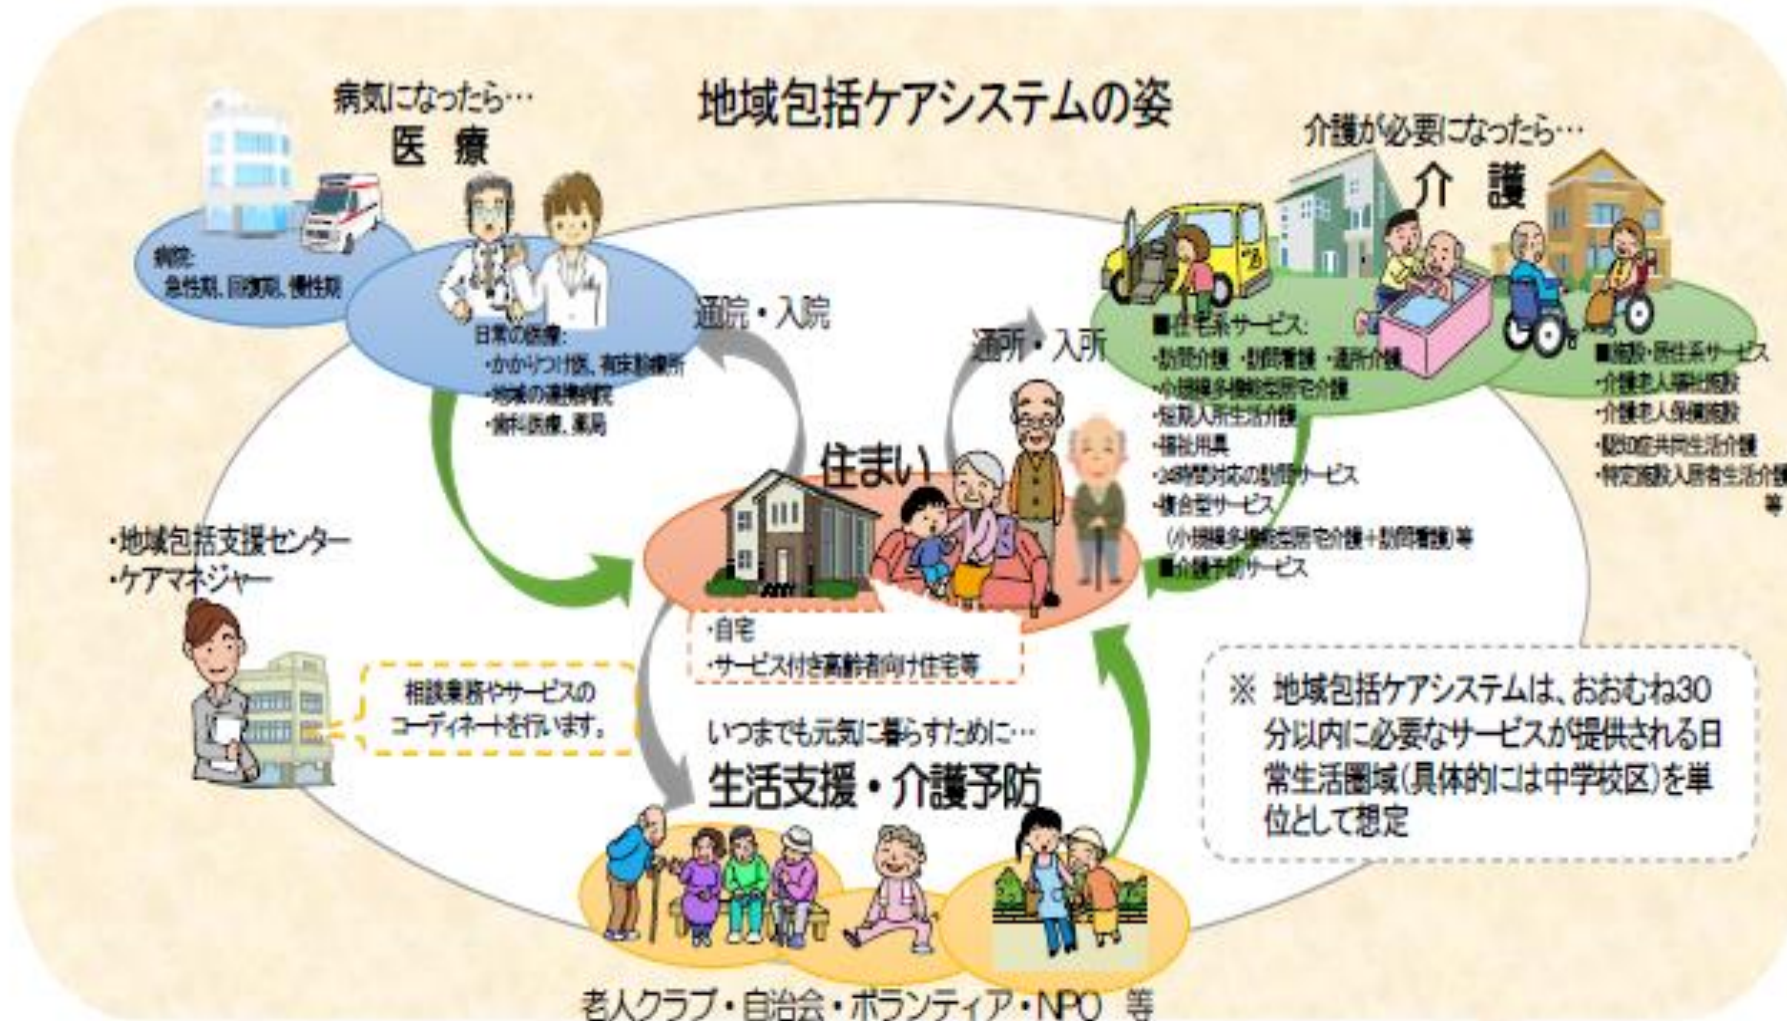 地域包括ケアシステムの姿
病気になったら…
医 療
病院:
急性期、回復期、慢性期
日常の医療:
・かかりつけ医、有床診療所
・地域の連携病院
・歯科医療、薬局
通院・入院
通所・入所
介護が必要になったら…
介 護
■在宅系サービス:
・訪問介護 ・訪問看護 ・通所介護
・小規模多機能型居宅介護
・短期入所生活介護
・福祉用具
・24時間対応の訪問サービス
・複合型サービス
(小規模多機能型居宅介護+訪問看護)等
■介護予防サービス
■施設・居住系サービス
・介護老人福祉施設
・介護老人保健施設
・認知症共同生活介護
・特定施設入居者生活介護
等
住まい
・自宅
・サービス付き高齢者向け住宅等
・地域包括支援センター
・ケアマネジャー
相談業務やサービスの
コーディネートを行います。
いつまでも元気に暮らすために…
生活支援・介護予防
老人クラブ・自治会・ボランティア・NPO 等
※ 地域包括ケアシステムは、おおむね30
分以内に必要なサービスが提供される日
常生活圏域(具体的には中学校区)を単
位として想定